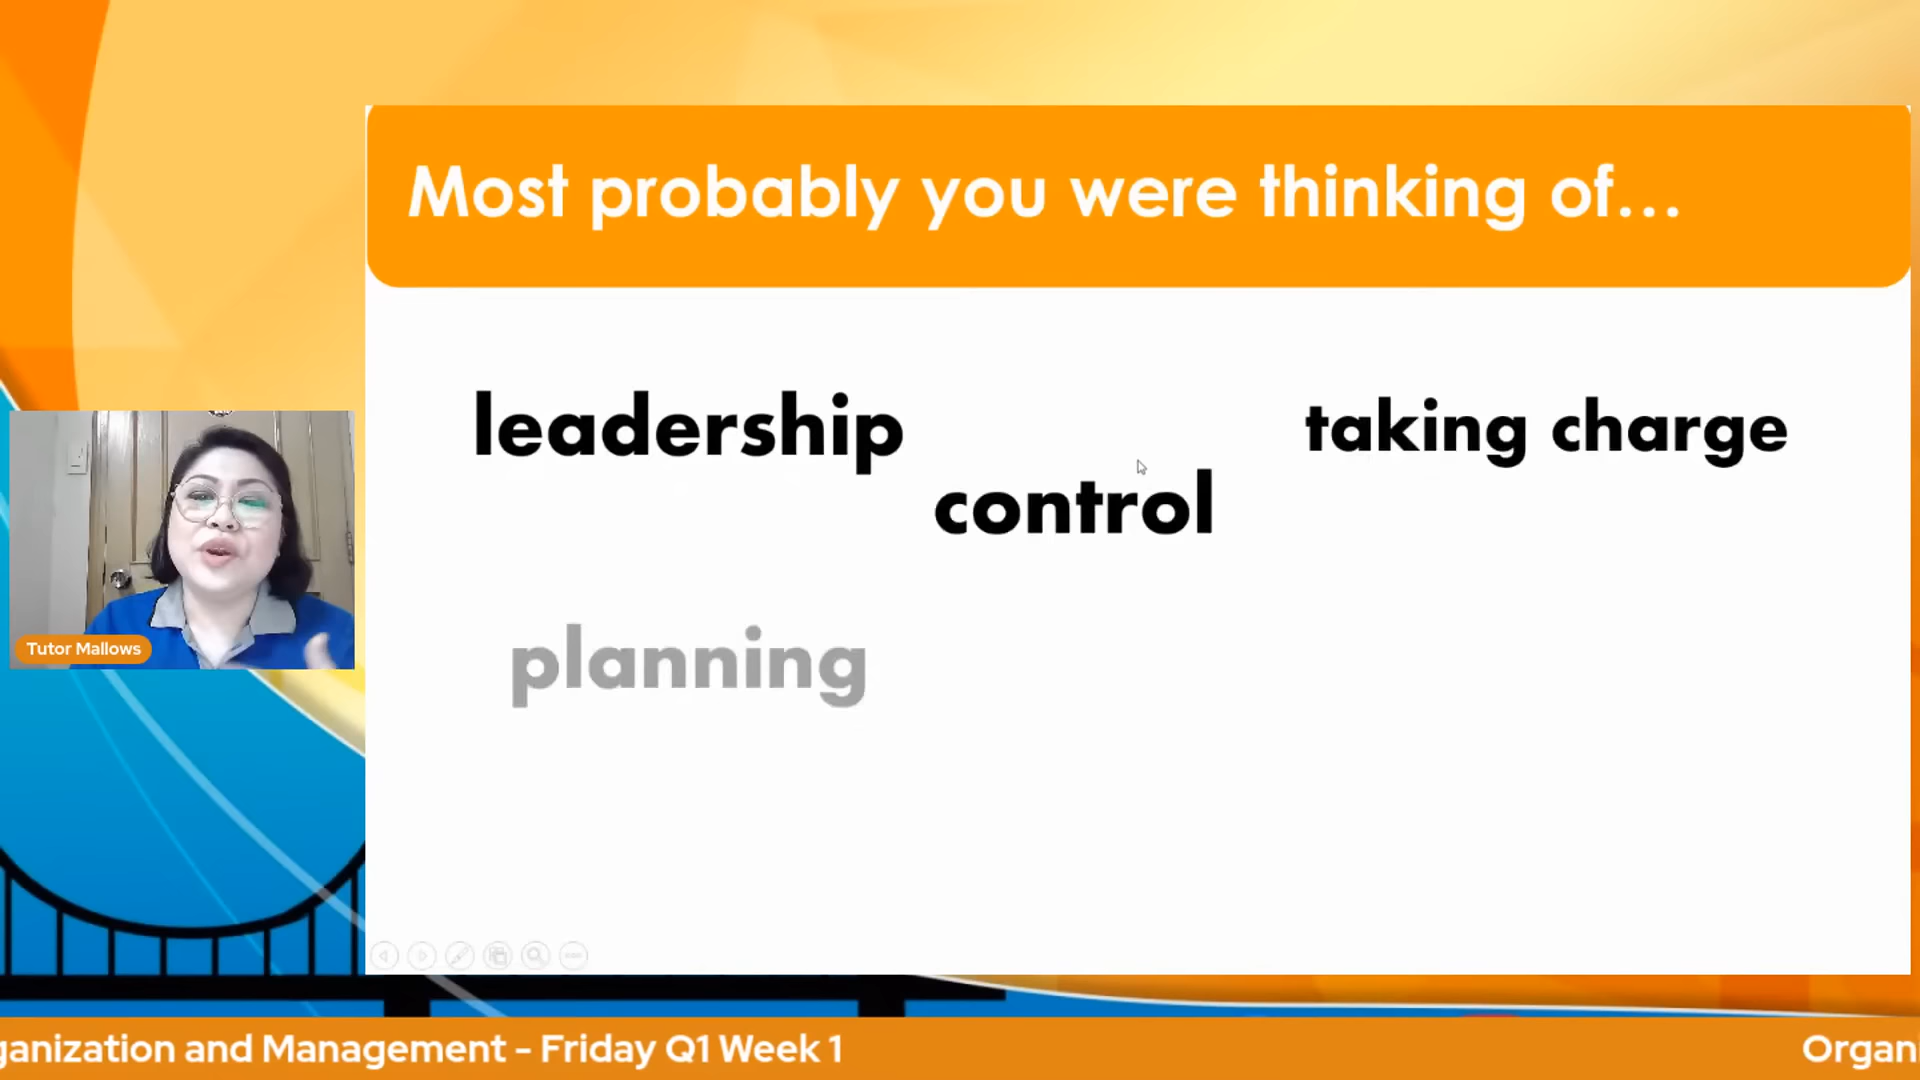 Most probably you were thinking of...
leadership
taking charge
control
planning
Tutor Mallows
ganization and Management - Friday Q1 Week 1
Organ